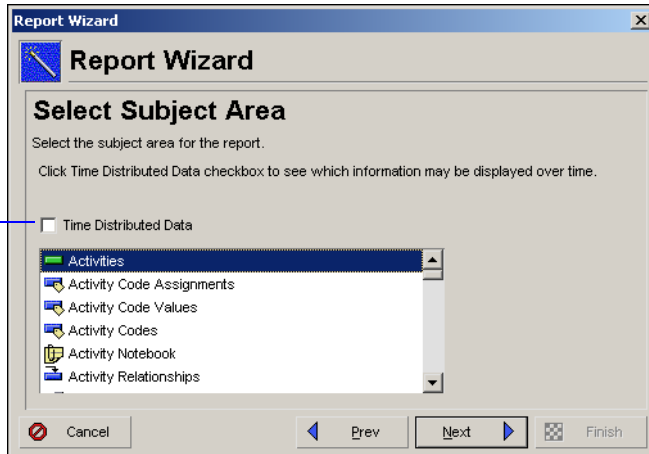 Report Wizard
Report Wizard
Select Subject Area
Select the subject area for the report.
Click Time Distributed Data checkbox to see which information may be displayed over time.
Time Distributed Data
Activities
Activity Code Assignments
Activity Code Values
Activity Codes
Activity Notebook
Activity Relationships
Cancel
Prev
Next
Finish